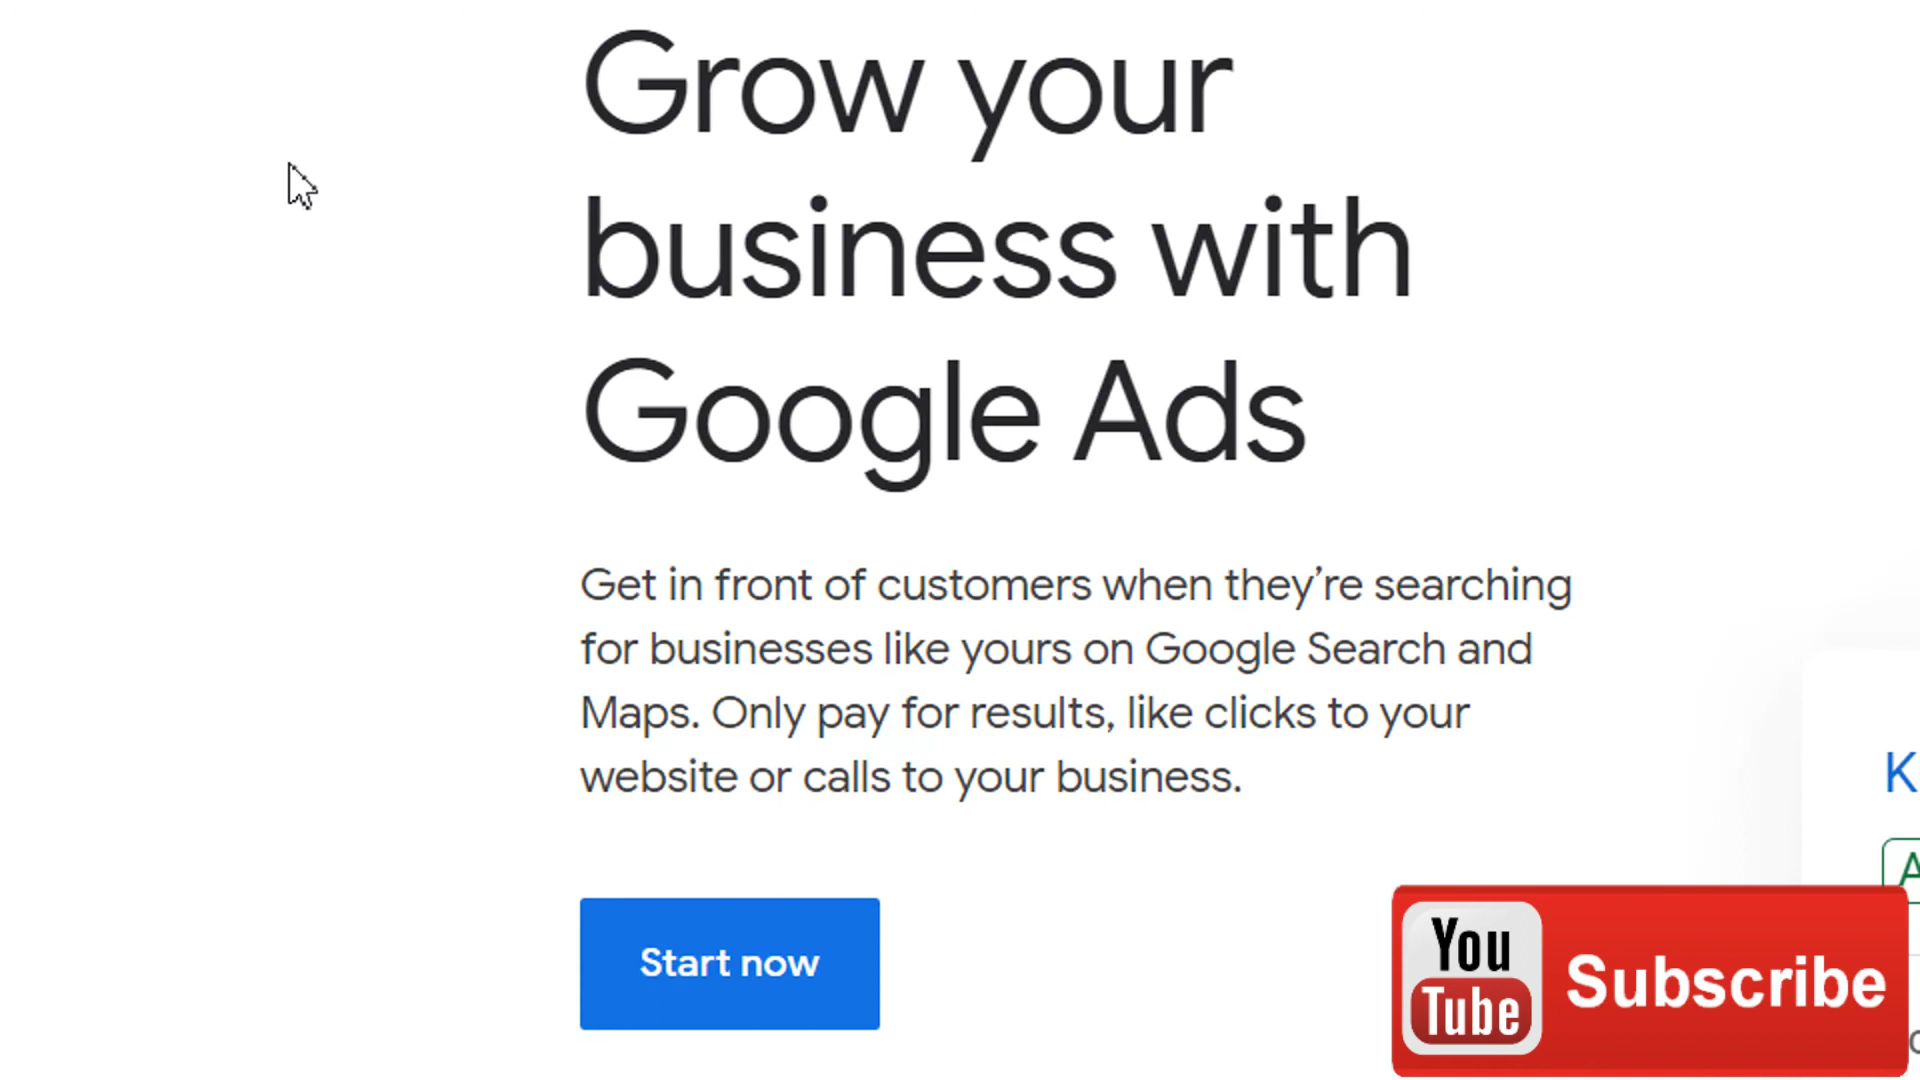 Grow your
business with
Google Ads
Get in front of customers when they’re searching
for businesses like yours on Google Search and
Maps. Only pay for results, like clicks to your
website or calls to your business.
Start now
You
Tube
Subscribe